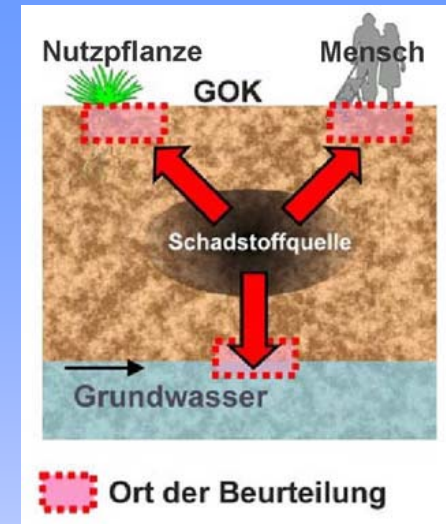 Nutzpflanze Mensch
GOK
Schadstoffquelle
Grundwasser
Ort der Beurteilung